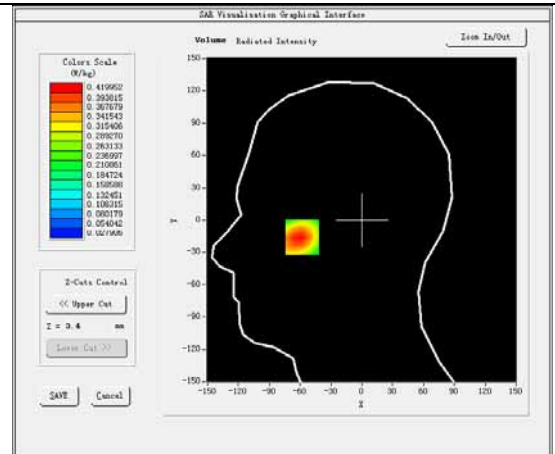 SAR Visualisation Graphical Interface
Volume Radiated Intensity
Zoom In/Out
Colors Scale
(W/kg)
0.419952
0.393815
0.367679
0.341543
0.315406
0.289270
0.263133
0.236997
0.210861
0.184724
0.158588
0.132451
0.106315
0.080179
0.054042
0.027906
Z-Cuts Control
<< Upper Cut
Z = 3.4 mm
Lower Cut >>
SAVE Cancel
150
120
90
60
30
0
-30
-60
-90
-120
-150
Y
-150 -120 -90 -60 -30 0 30 60 90 120 150
X